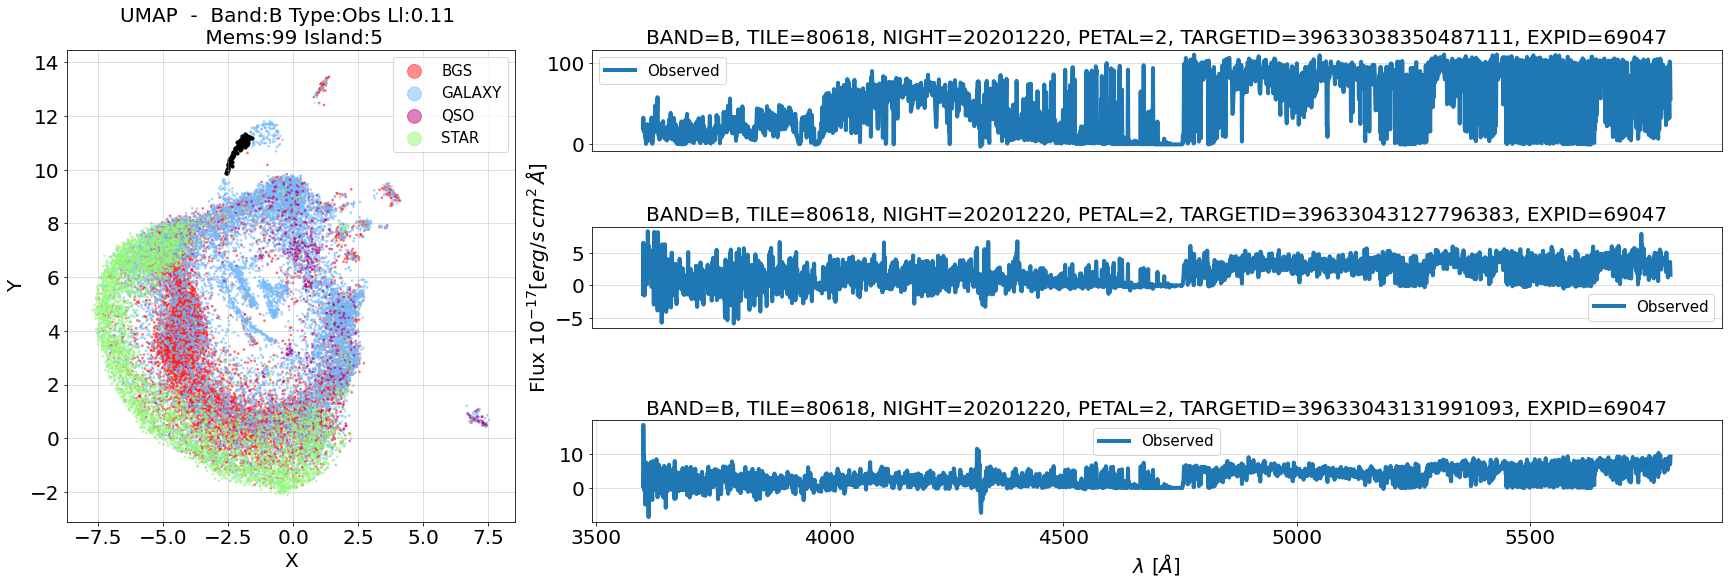 UMAP - Band:B Type:Obs Ll:0.11
Mems:99 Island:5
BGS
GALAXY
QSO
STAR
14
12
10
8
6
4
2
0
−2
Y
−7.5 −5.0 −2.5 0.0 2.5 5.0 7.5
X
Flux 10−17[erg/s cm2 Å]
BAND=B, TILE=80618, NIGHT=20201220, PETAL=2, TARGETID=39633038350487111, EXPID=69047
Observed
100
0
BAND=B, TILE=80618, NIGHT=20201220, PETAL=2, TARGETID=39633043127796383, EXPID=69047
5
0
−5
Observed
BAND=B, TILE=80618, NIGHT=20201220, PETAL=2, TARGETID=39633043131991093, EXPID=69047
Observed
10
0
3500 4000 4500 5000 5500
λ [Å]